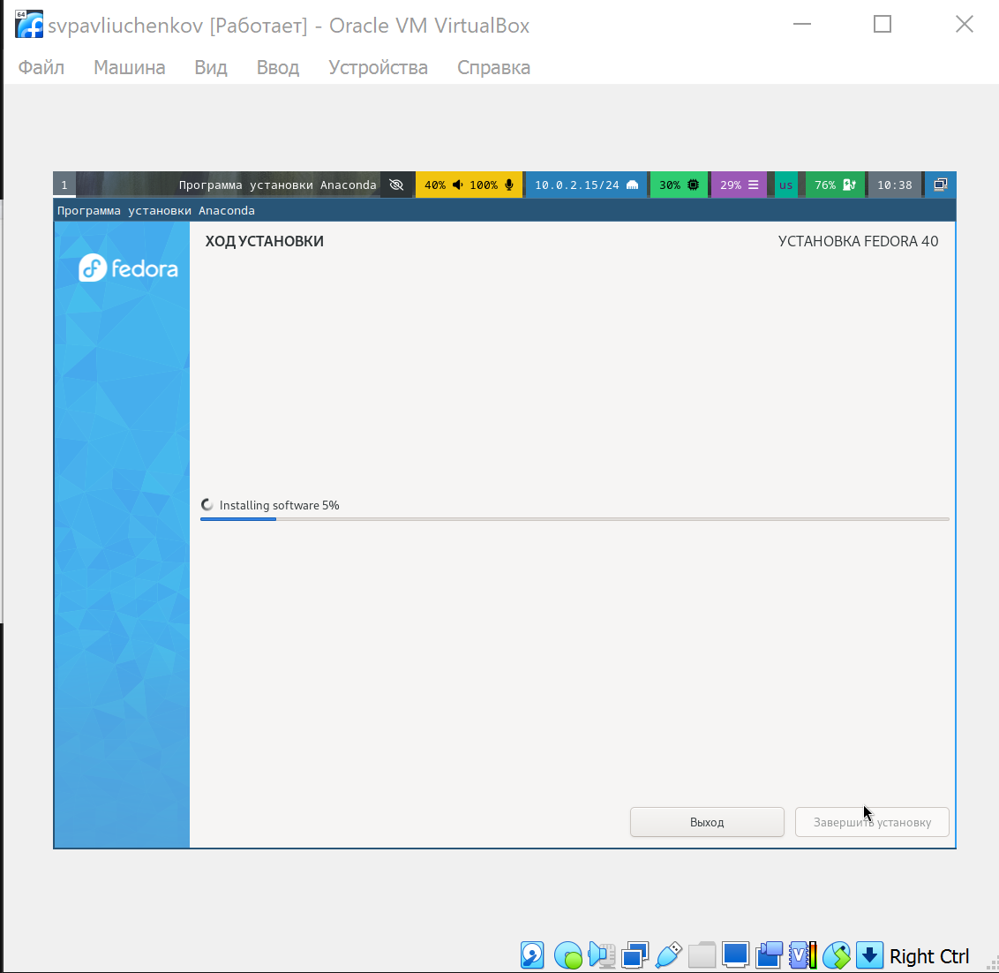 64
svpavliuchenkov [Работает] - Oracle VM VirtualBox
Файл Машина Вид Ввод Устройства Справка
1 Программа установки Anaconda 40% 100% 10.0.2.15/24 30% 29% us 76% 10:38
Программа установки Anaconda
fedora
ХОД УСТАНОВКИ
УСТАНОВКА FEDORA 40
Installing software 5%
Выход
Завершить установку
V
Right Ctrl